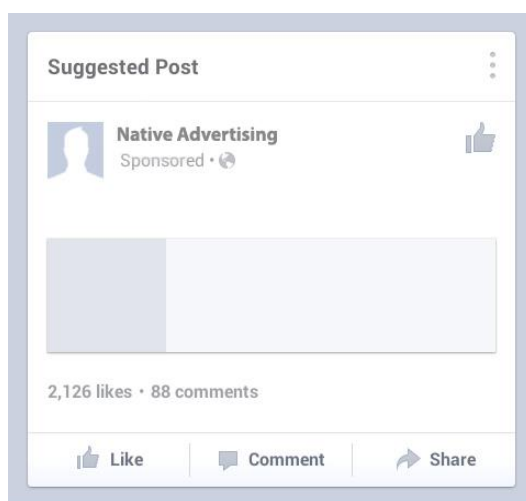 Suggested Post
Native Advertising
Sponsored •
2,126 likes • 88 comments
Like Comment Share